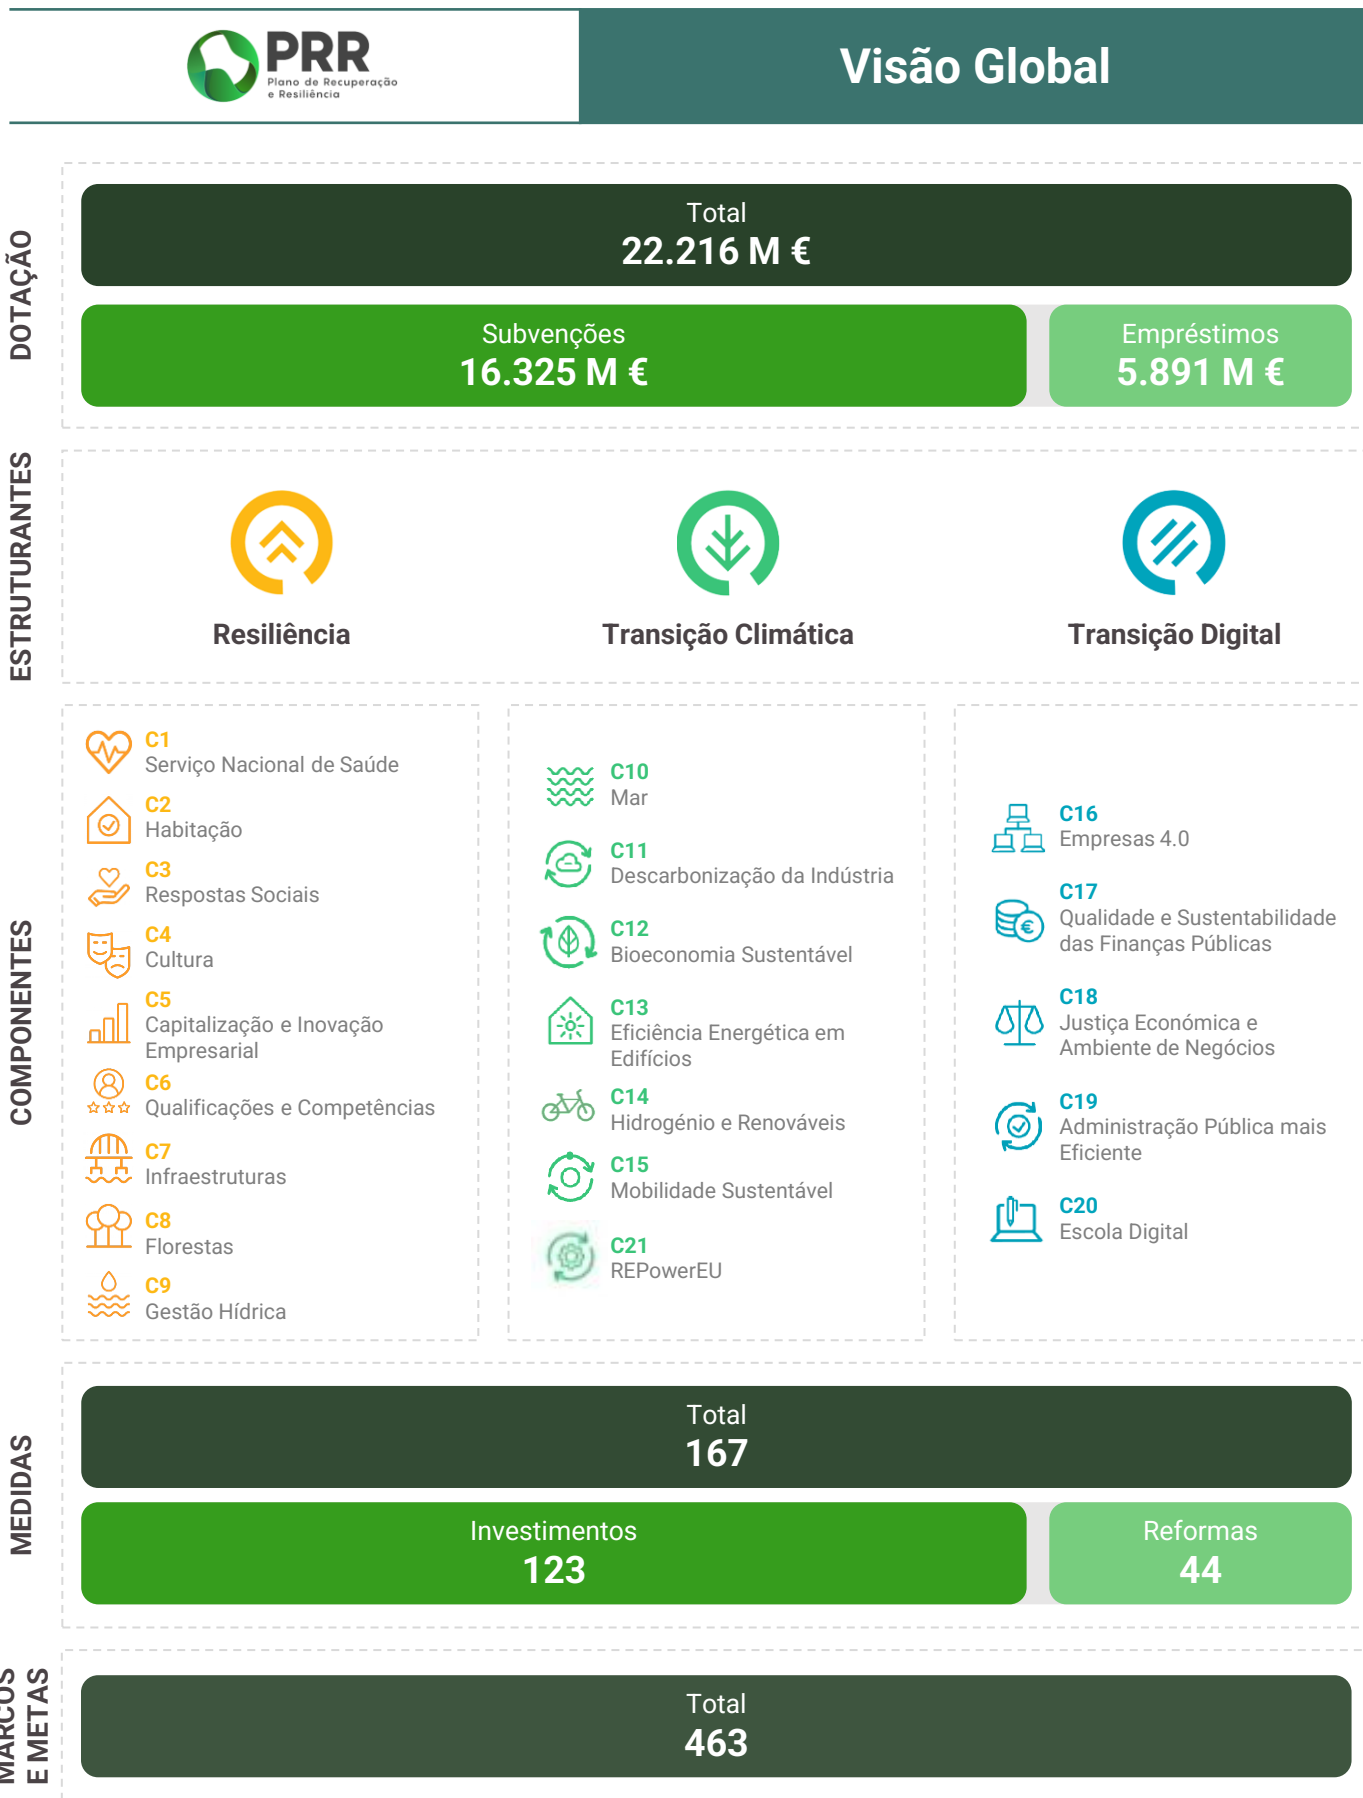 PRR
Plano de Recuperação
e Resiliência
Visão Global
DOTAÇÃO
Total
22.216 M €
Subvenções
16.325 M €
Empréstimos
5.891 M €
ESTRUTURANTES
Resiliência
Transição Climática
Transição Digital
COMPONENTES
C1
Serviço Nacional de Saúde
C2
Habitação
C3
Respostas Sociais
C4
Cultura
C5
Capitalização e Inovação
Empresarial
C6
Qualificações e Competências
C7
Infraestruturas
C8
Florestas
C9
Gestão Hídrica
C10
Mar
C11
Descarbonização da Indústria
C12
Bioeconomia Sustentável
C13
Eficiência Energética em
Edifícios
C14
Hidrogénio e Renováveis
C15
Mobilidade Sustentável
C21
REPowerEU
C16
Empresas 4.0
C17
Qualidade e Sustentabilidade
das Finanças Públicas
C18
Justiça Económica e
Ambiente de Negócios
C19
Administração Pública mais
Eficiente
C20
Escola Digital
MEDIDAS
Total
167
Investimentos
123
Reformas
44
MARCOS
E METAS
Total
463